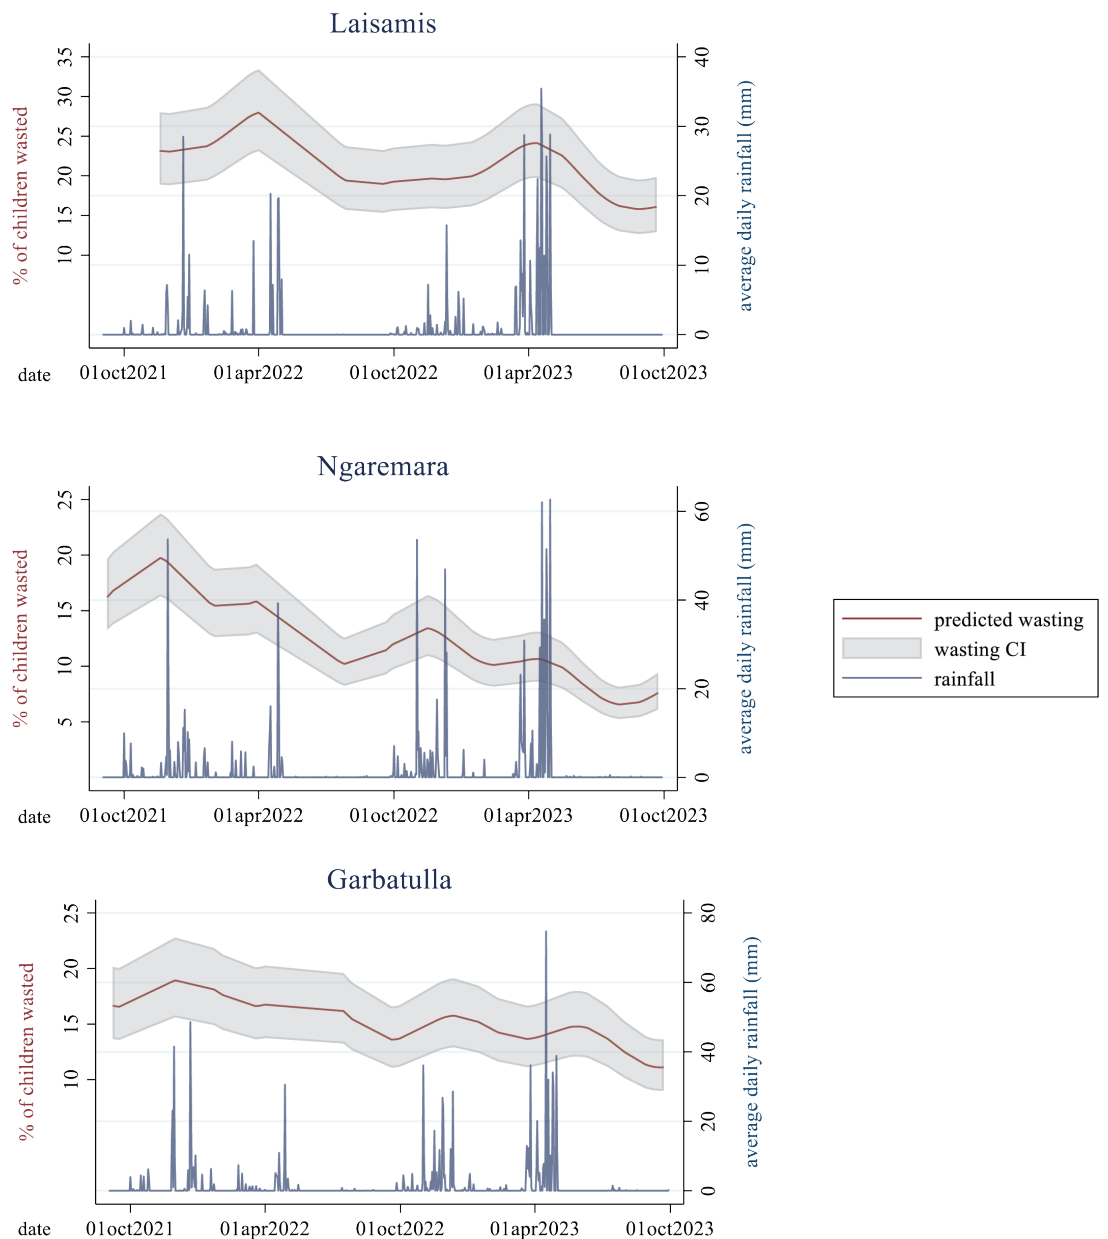 Laisamis
% of children wasted
35
30
25
20
15
10
40
30
20
10
0
average daily rainfall (mm)
date
01oct2021 01apr2022 01oct2022 01apr2023 01oct2023
Ngaremara
% of children wasted
25
20
15
10
5
60
40
20
0
average daily rainfall (mm)
date
01oct2021 01apr2022 01oct2022 01apr2023 01oct2023
predicted wasting
wasting CI
rainfall
Garbatulla
% of children wasted
25
20
15
10
80
60
40
20
0
average daily rainfall (mm)
date
01oct2021 01apr2022 01oct2022 01apr2023 01oct2023